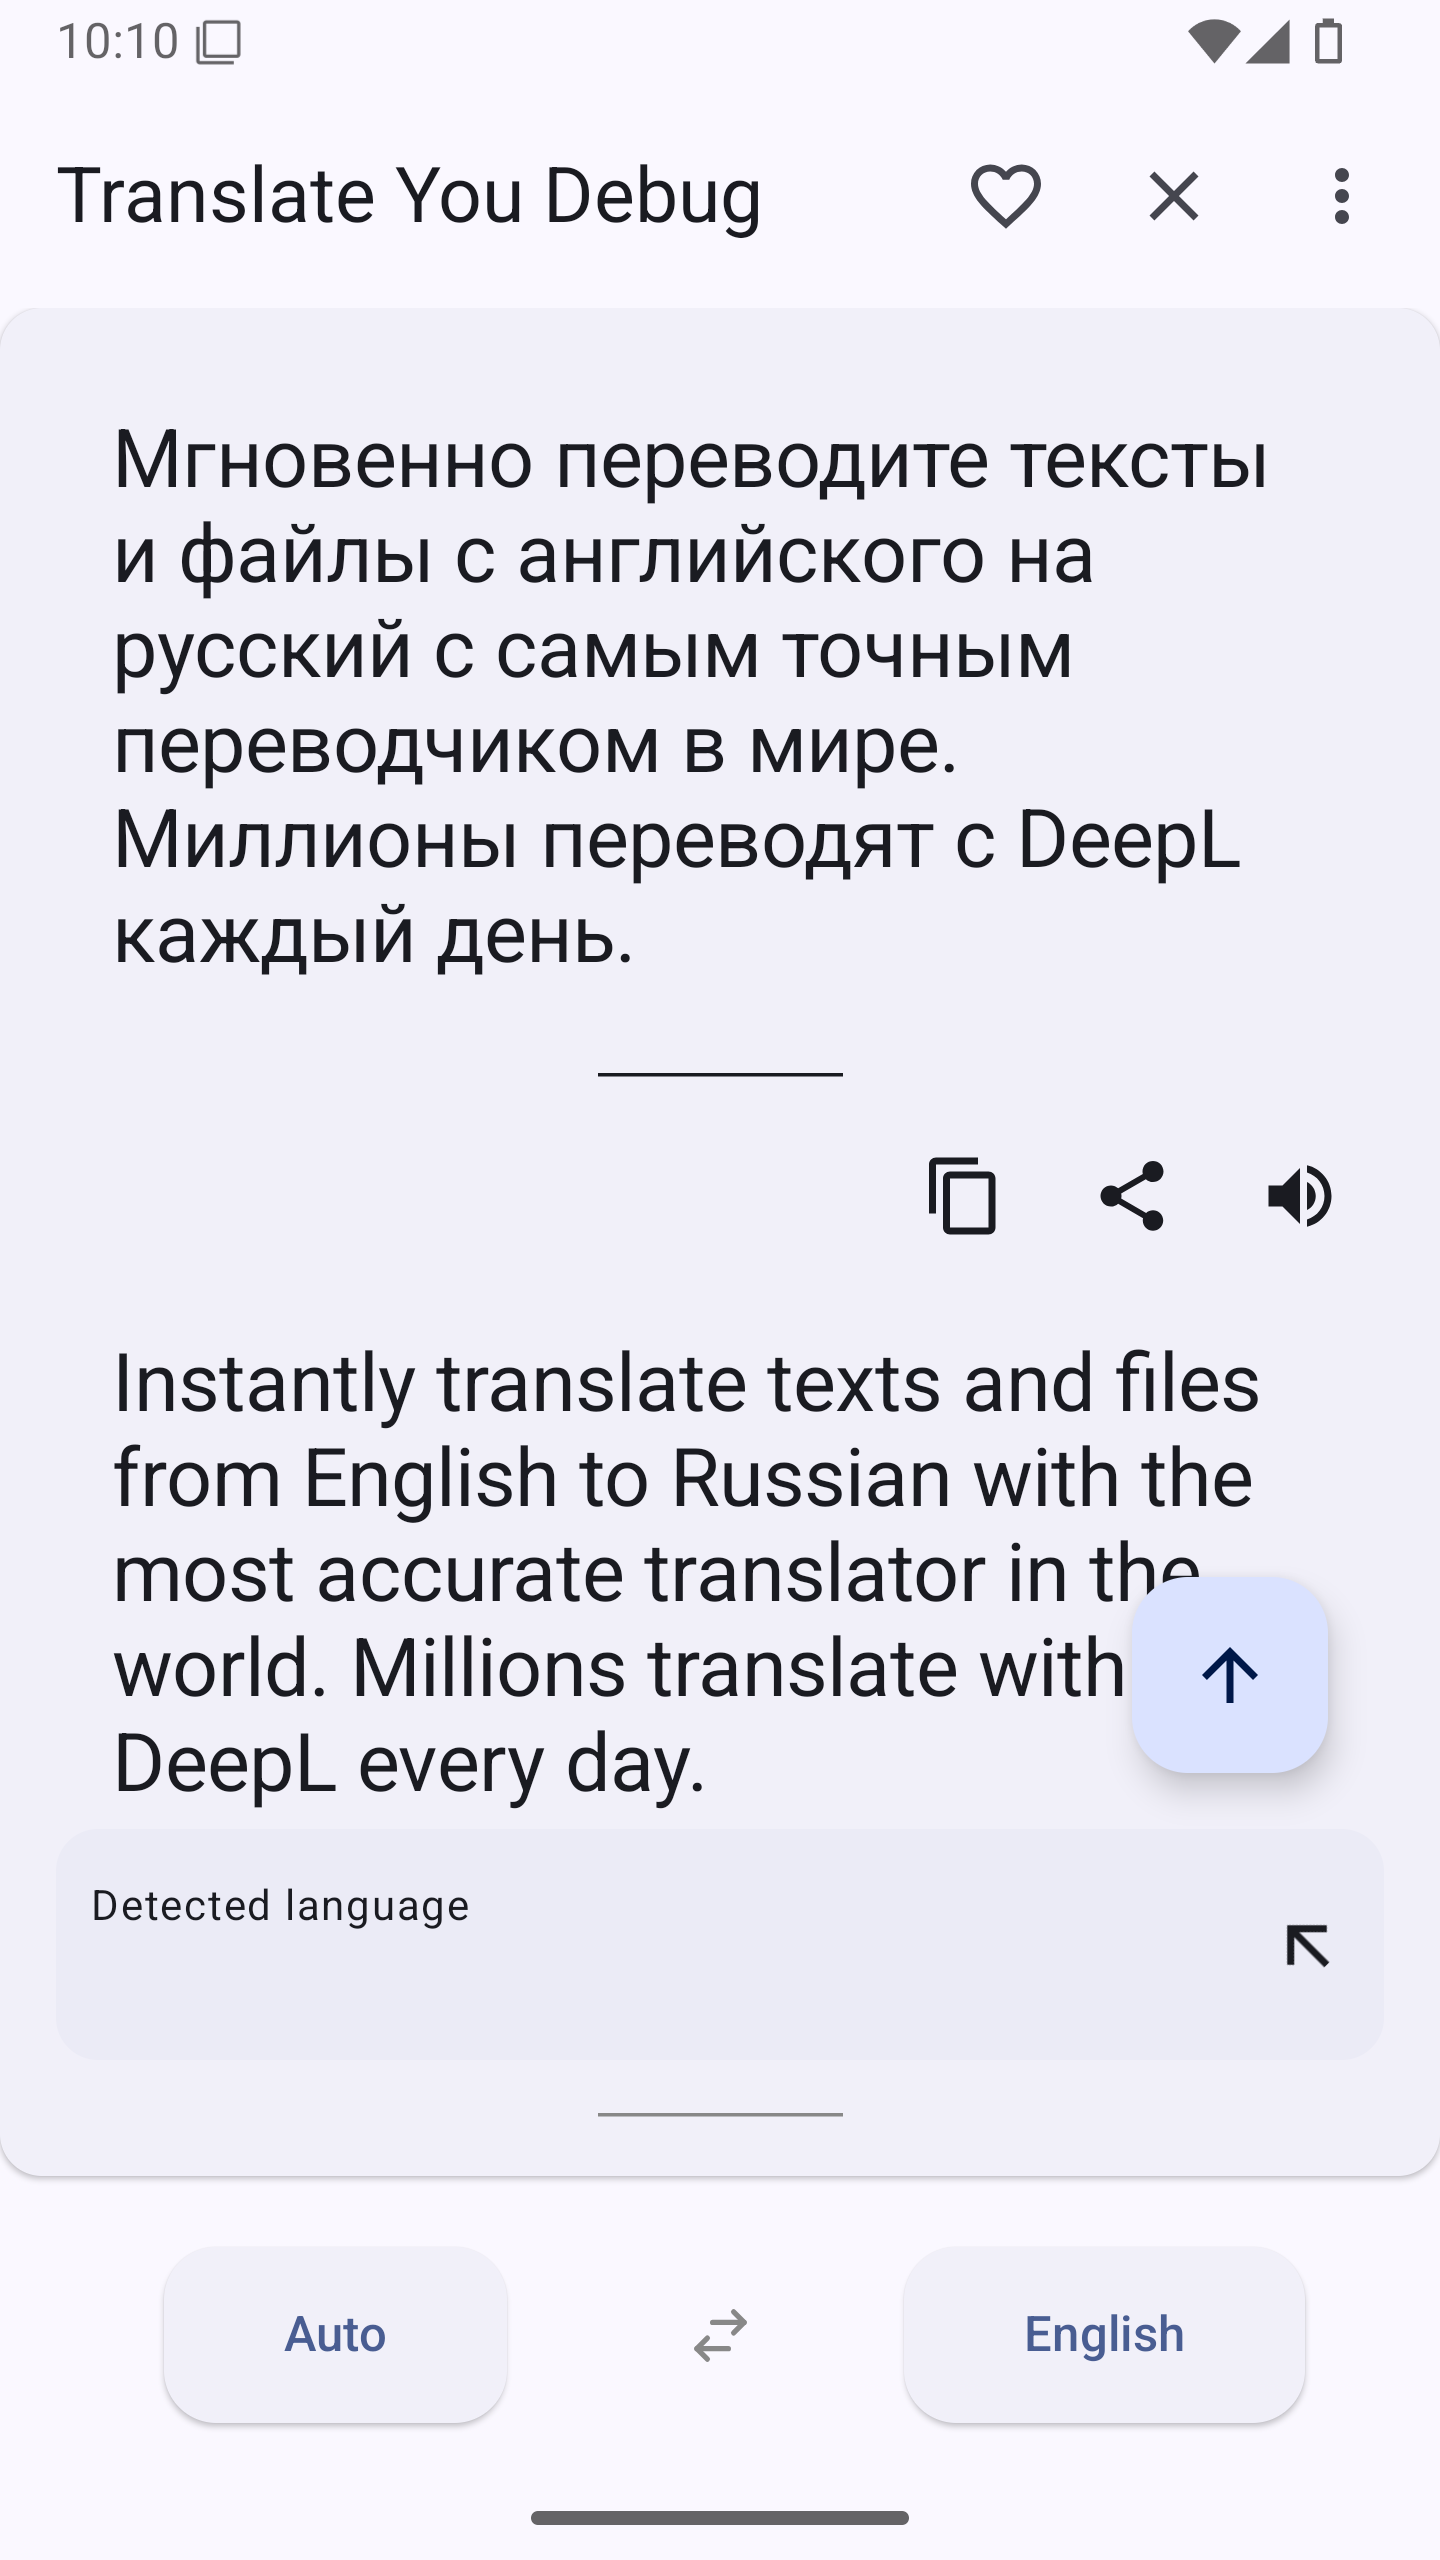 10:10
Translate You Debug
Мгновенно переводите тексты
и файлы с английского на
русский с самым точным
переводчиком в мире.
Миллионы переводят с DeepL
каждый день.
Instantly translate texts and files
from English to Russian with the
most accurate translator in the
world. Millions translate with
DeepL every day.
Detected language
Auto
English